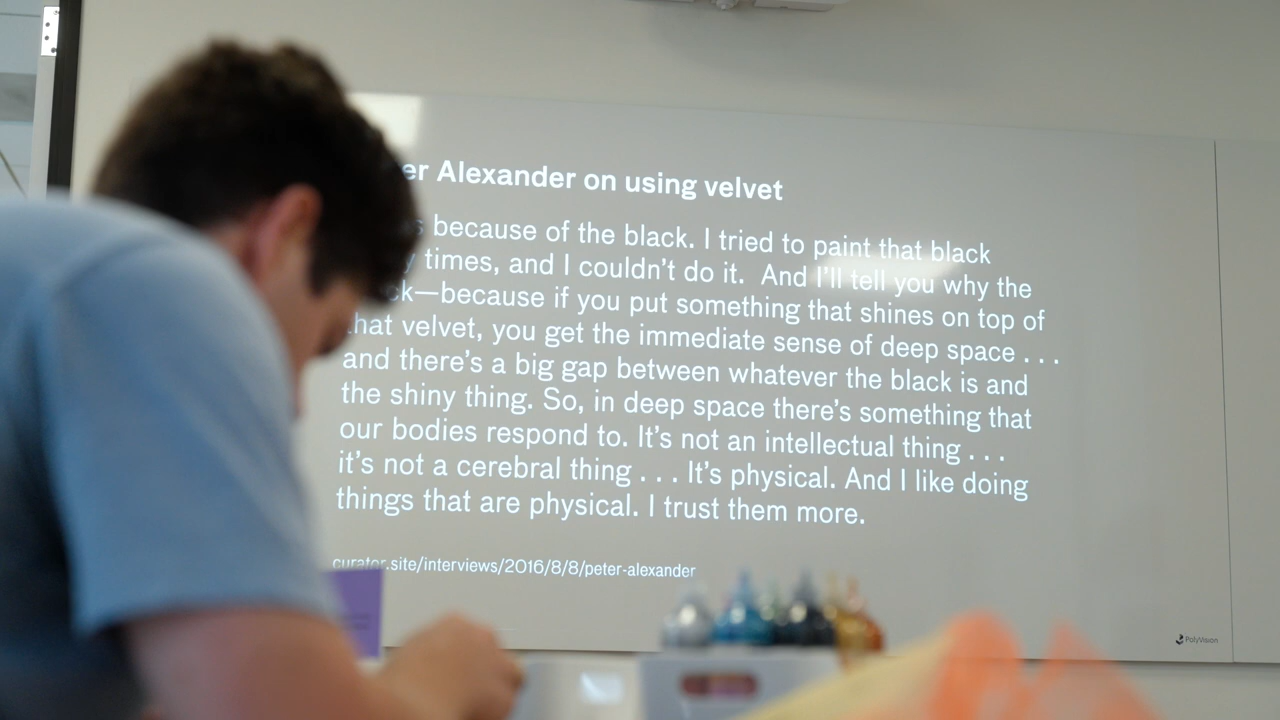 er Alexander on using velvet
s because of the black. I tried to paint that black
y times, and I couldn’t do it. And I’ll tell you why the
ck—because if you put something that shines on top of
that velvet, you get the immediate sense of deep space . . .
and there’s a big gap between whatever the black is and
the shiny thing. So, in deep space there’s something that
our bodies respond to. It’s not an intellectual thing . . .
it’s not a cerebral thing . . . It’s physical. And I like doing
things that are physical. I trust them more.
curator.site/interviews/2016/8/8/peter-alexander
PolyVision